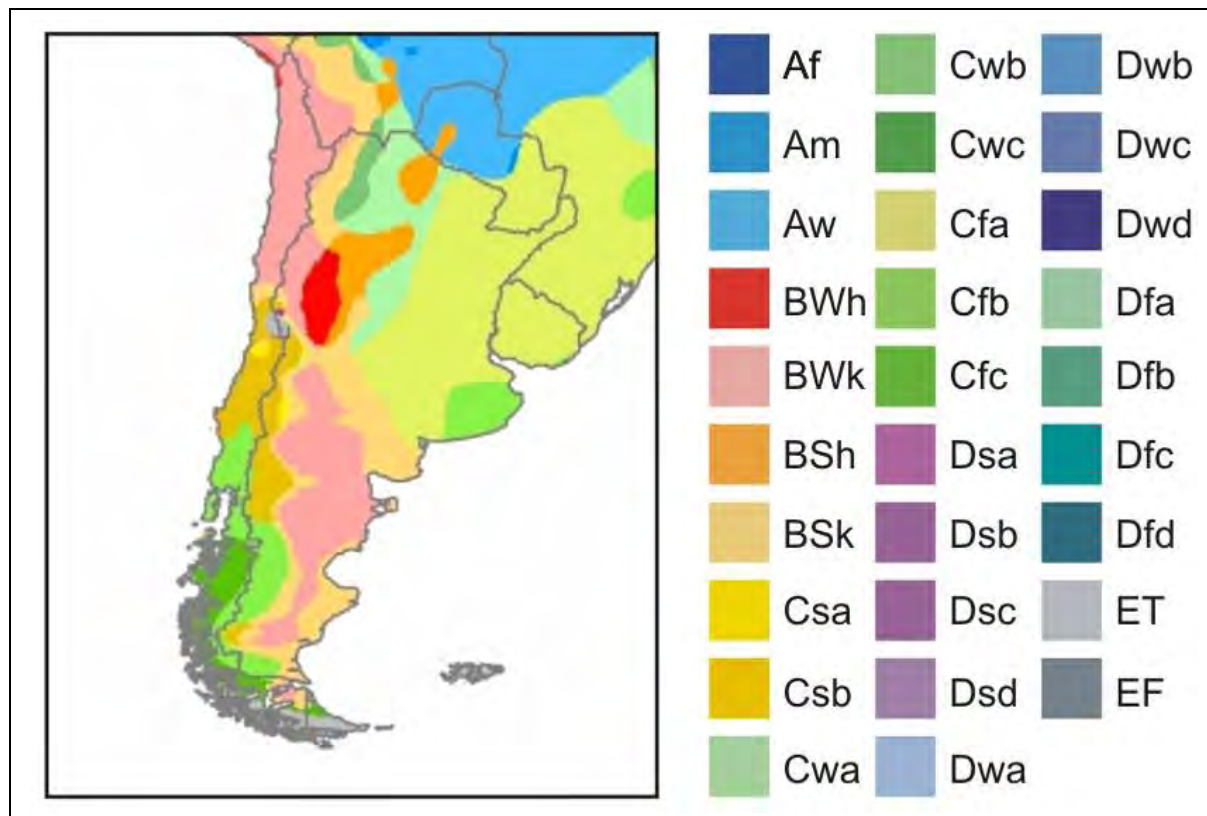 Af
Am
Aw
BWh
BWk
BSh
BSk
Csa
Csb
Cwa
Cwb
Cwc
Cfa
Cfb
Cfc
Dsa
Dsb
Dsc
Dsd
Dwa
Dwb
Dwc
Dwd
Dfa
Dfb
Dfc
Dfd
ET
EF